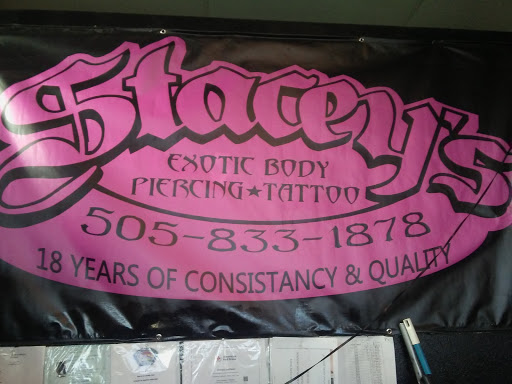 Stacey's
EXOTIC BODY
PIERCING★TATTOO
505-833-1878
18 YEARS OF CONSISTANCY & QUALITY